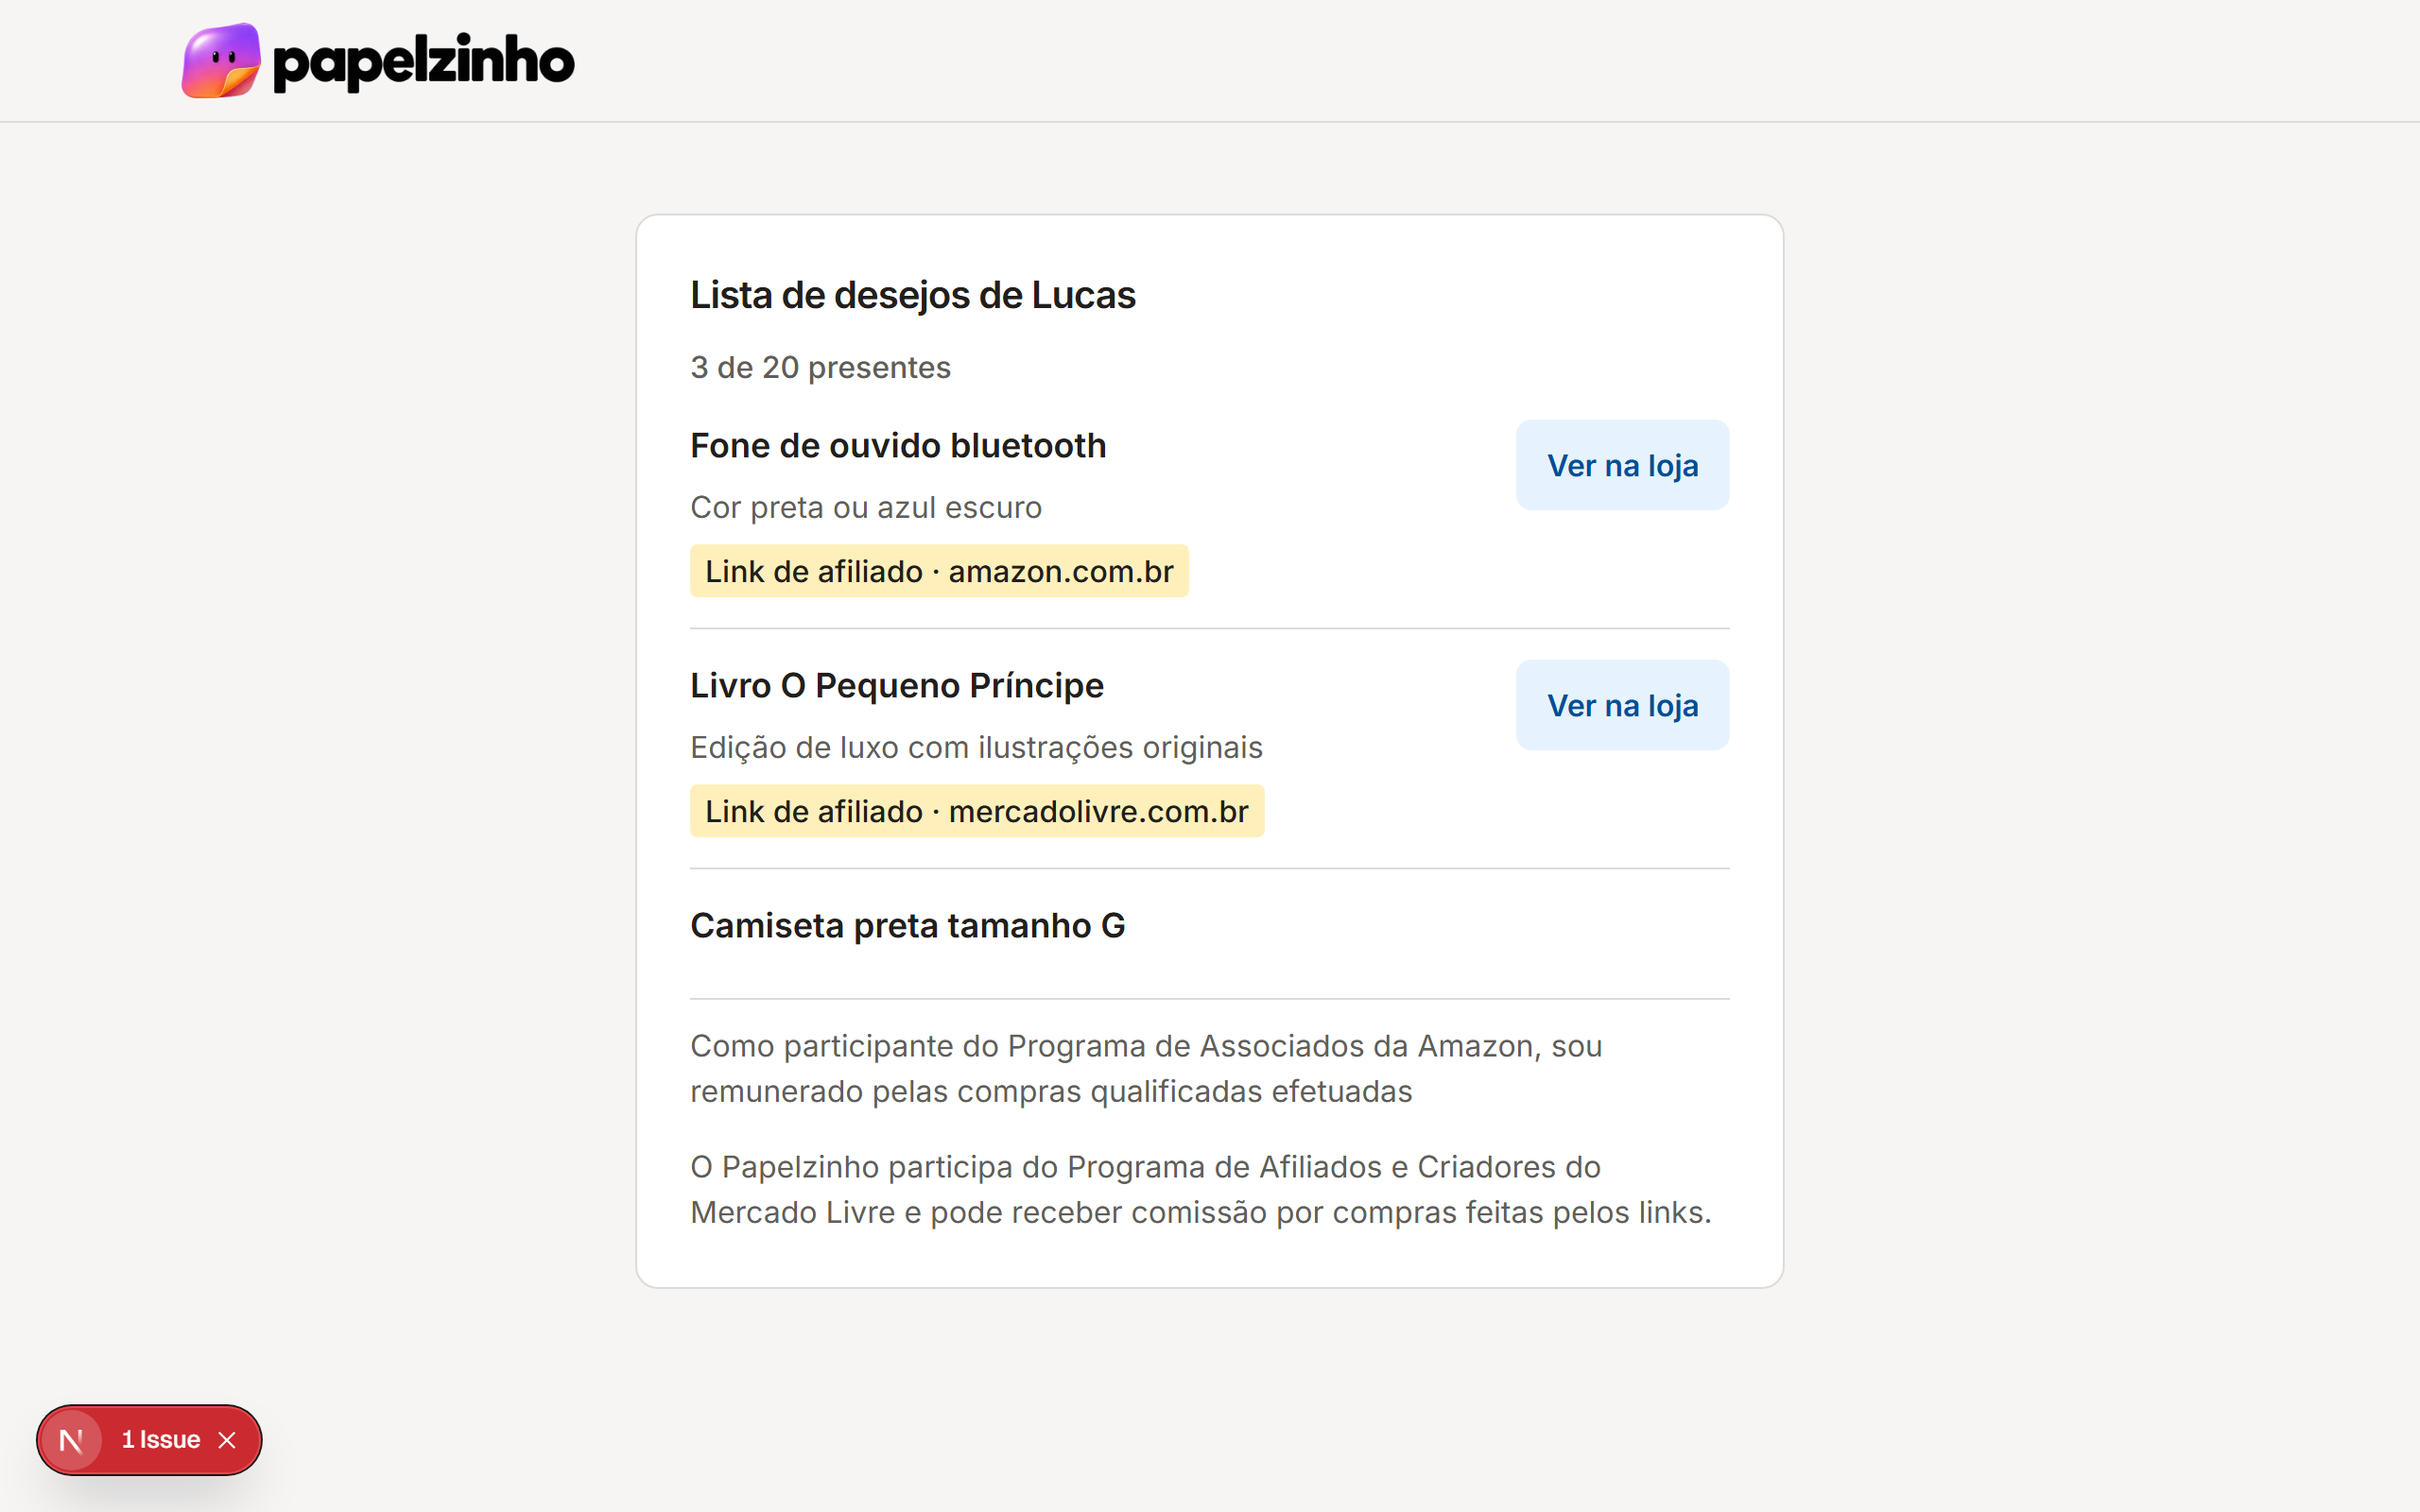 papelzinho
Lista de desejos de Lucas
3 de 20 presentes
Fone de ouvido bluetooth
Ver na loja
Cor preta ou azul escuro
Link de afiliado · amazon.com.br
Livro O Pequeno Príncipe
Ver na loja
Edição de luxo com ilustrações originais
Link de afiliado · mercadolivre.com.br
Camiseta preta tamanho G
Como participante do Programa de Associados da Amazon, sou
remunerado pelas compras qualificadas efetuadas
O Papelzinho participa do Programa de Afiliados e Criadores do
Mercado Livre e pode receber comissão por compras feitas pelos links.
N 1 Issue